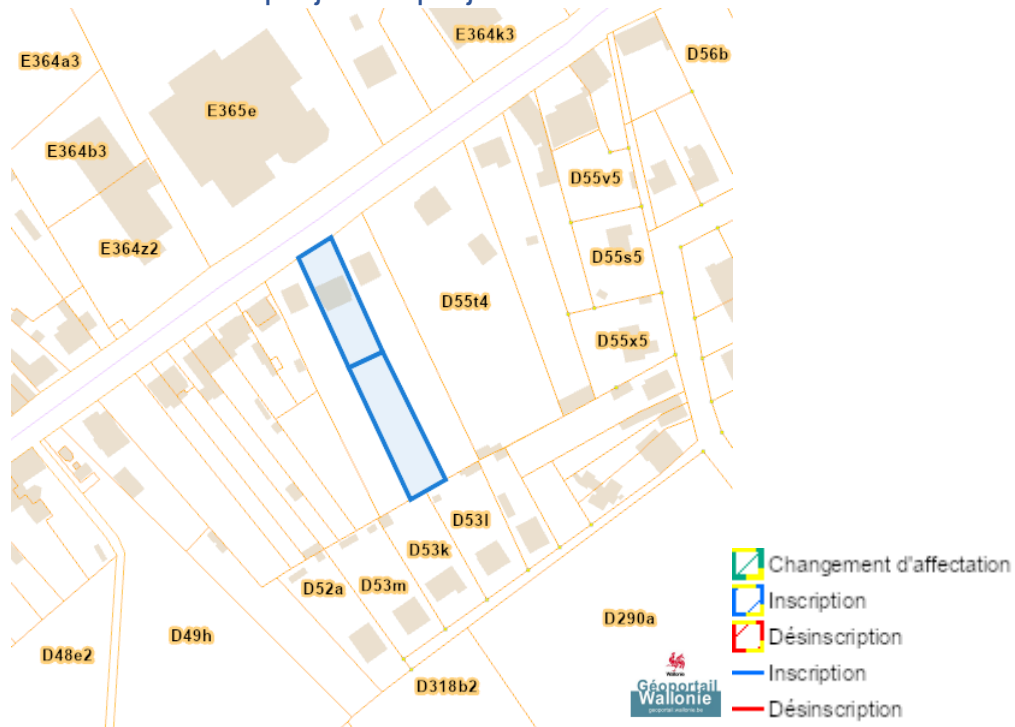 E364k3
E364a3
D56b
E365e
E364b3
D55v5
E364z2
D55s5
D55t4
D55x5
D53l
D53k
D52a
D53m
D49h
D290a
D48e2
D318b2
Wallonie
Géoportail
Wallonie
geoportail.wallonie.be
Changement d'affectation
Inscription
Désinscription
Inscription
Désinscription